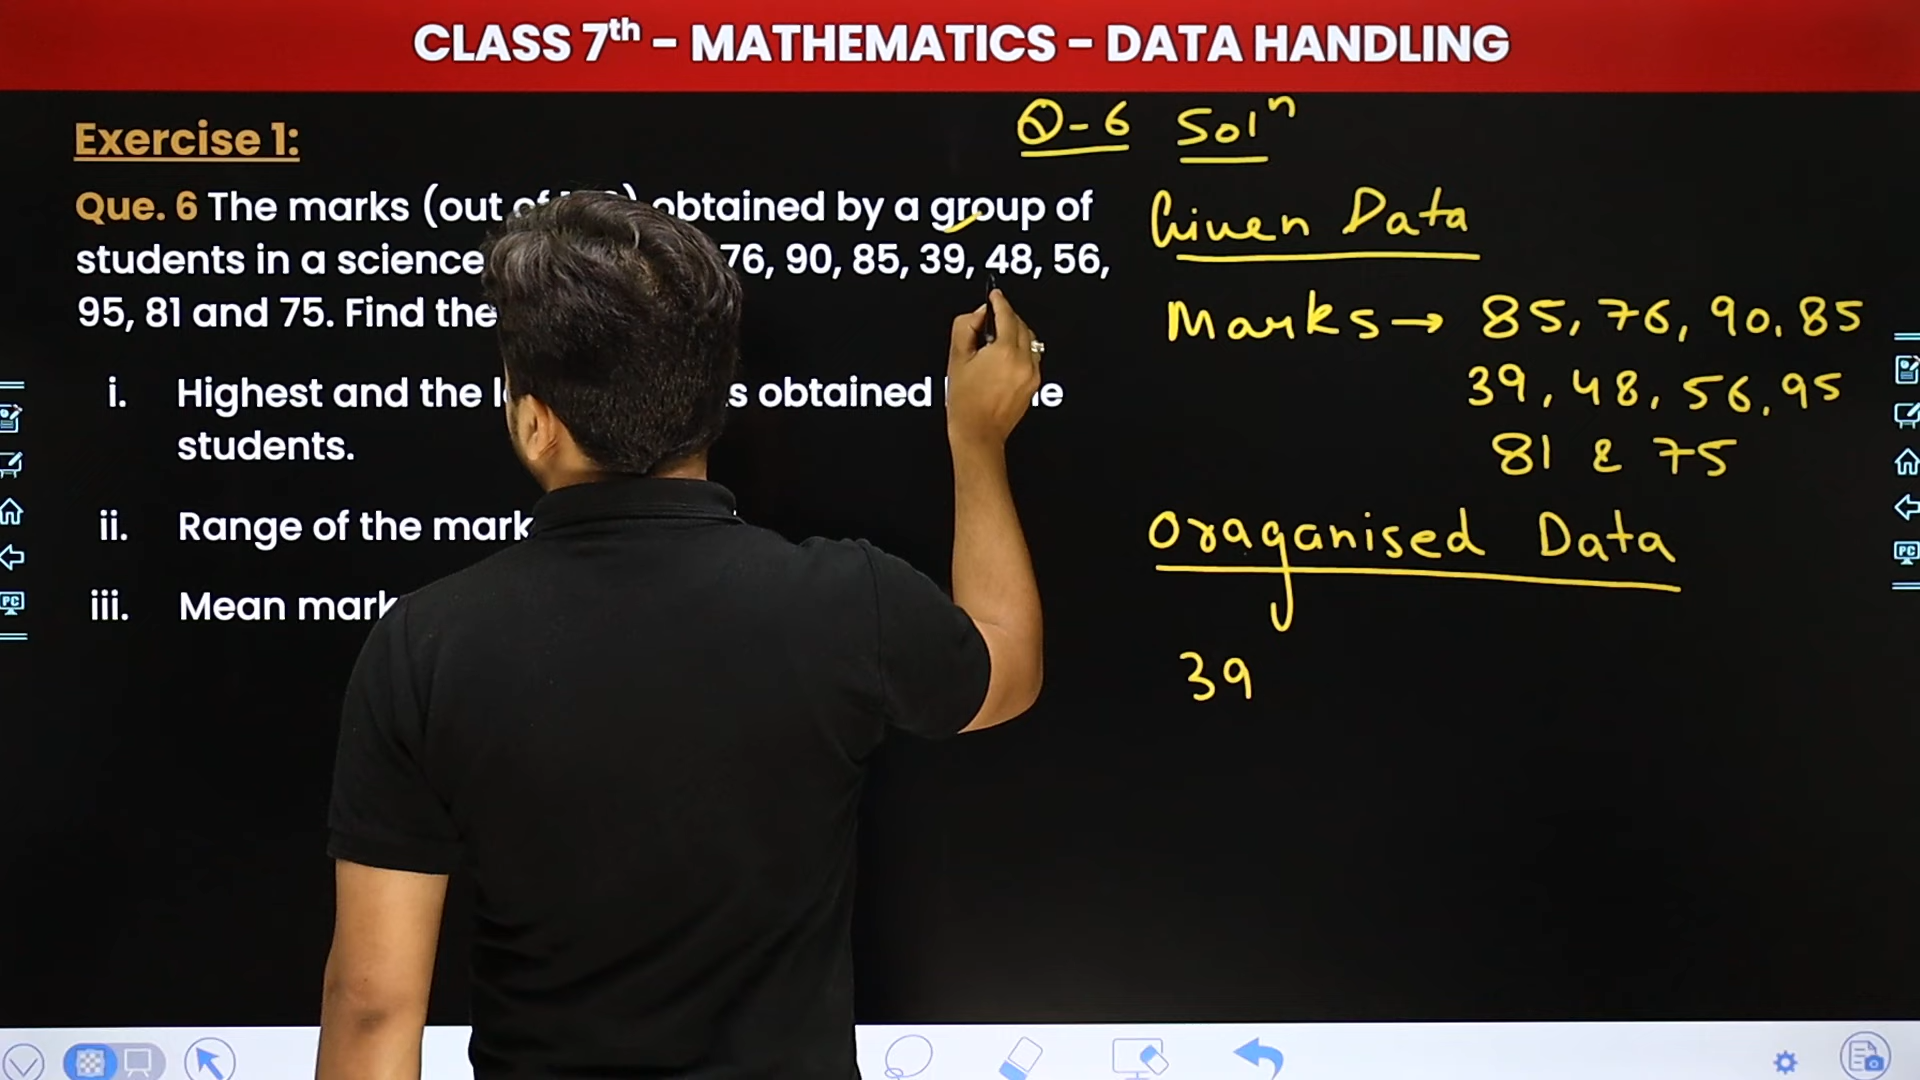 CLASS 7th - MATHEMATICS - DATA HANDLING
Exercise 1:
Que. 6 The marks (out of obtained by a group of
students in a science 76, 90, 85, 39, 48, 56,
95, 81 and 75. Find the
i. Highest and the obtained
students.
ii. Range of the
iii. Mean
Q-6 Solⁿ
Given Data
Marks → 85, 76, 90, 85
39, 48, 56, 95
81 & 75
Oraganised Data
39
PC
PC